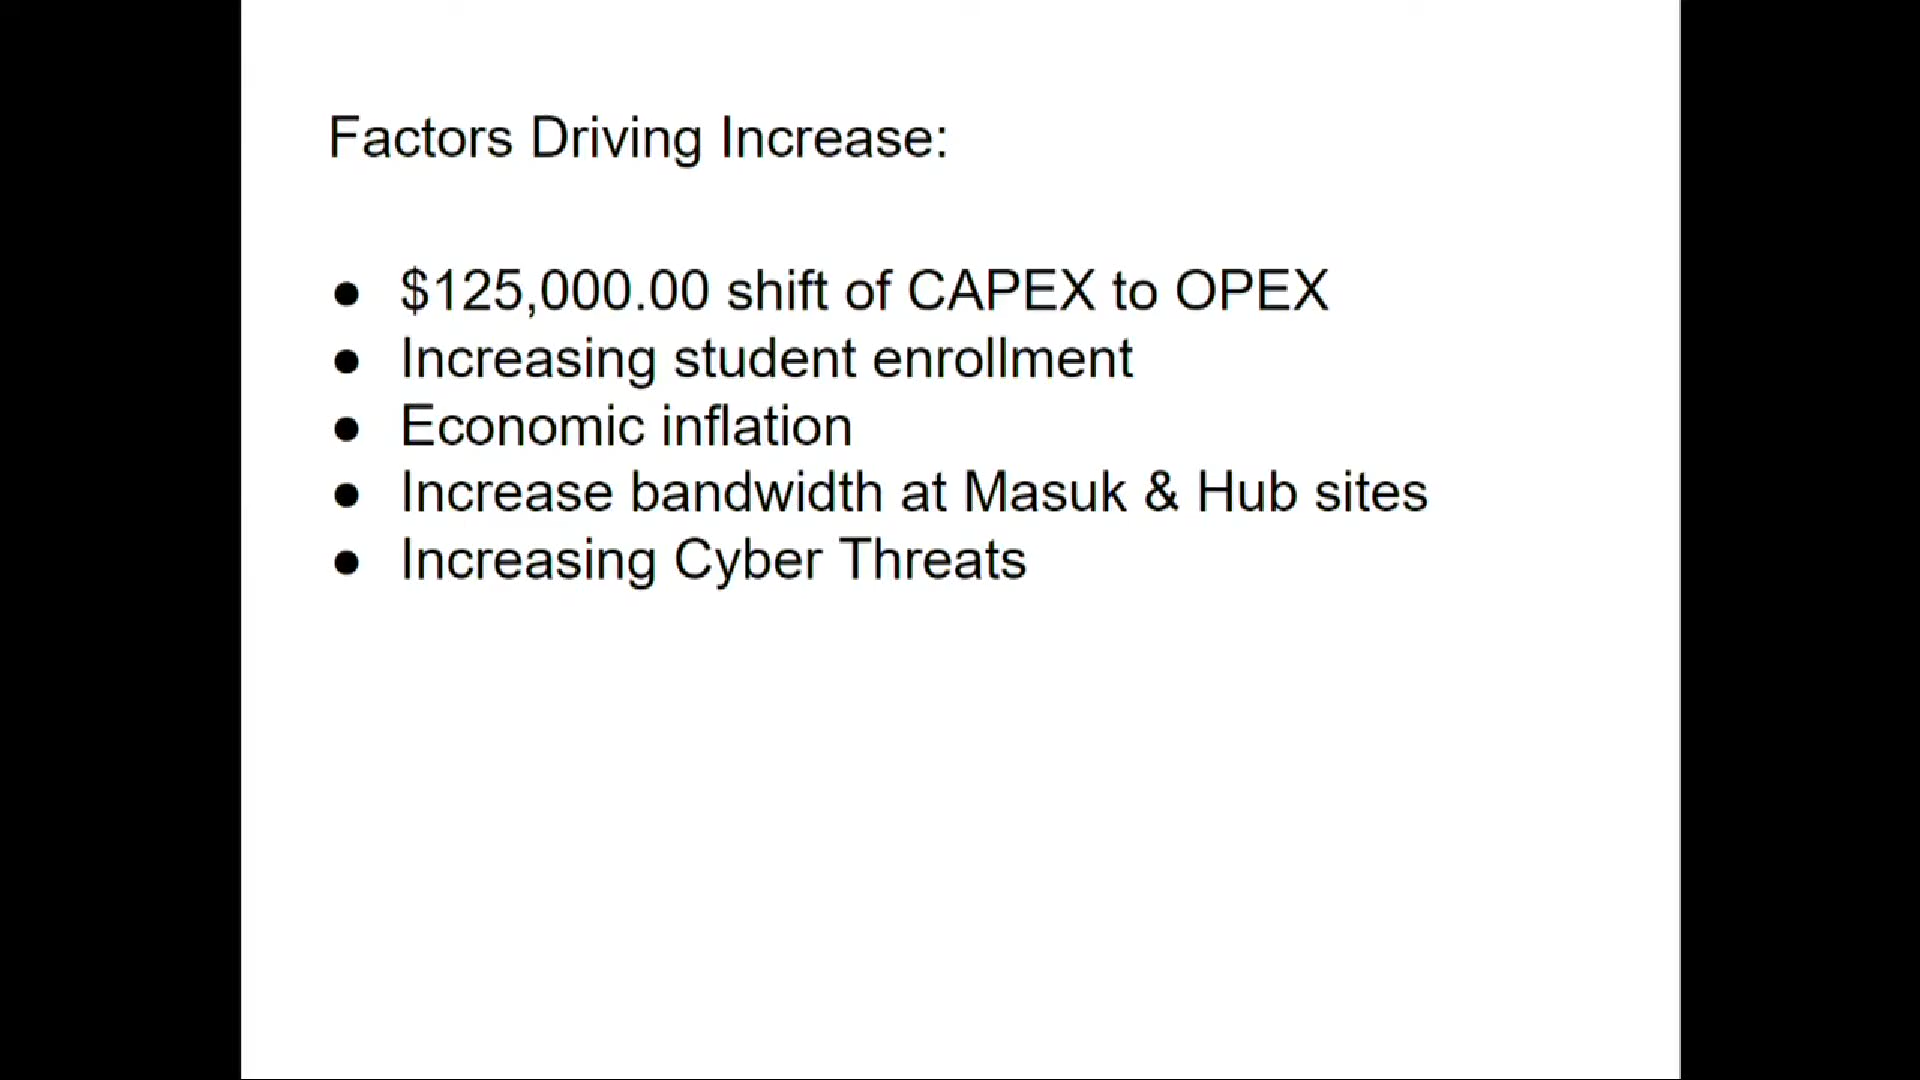 Factors Driving Increase:
● $125,000.00 shift of CAPEX to OPEX
● Increasing student enrollment
● Economic inflation
● Increase bandwidth at Masuk & Hub sites
● Increasing Cyber Threats